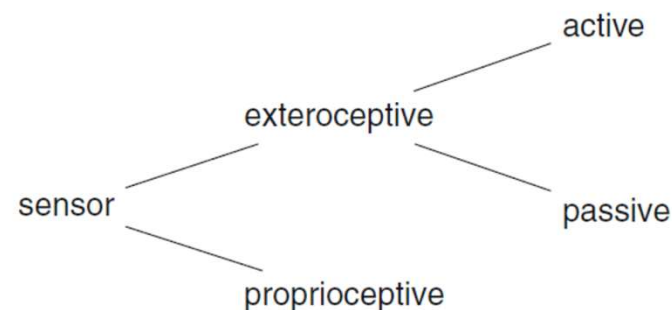 active
exteroceptive
sensor
passive
proprioceptive